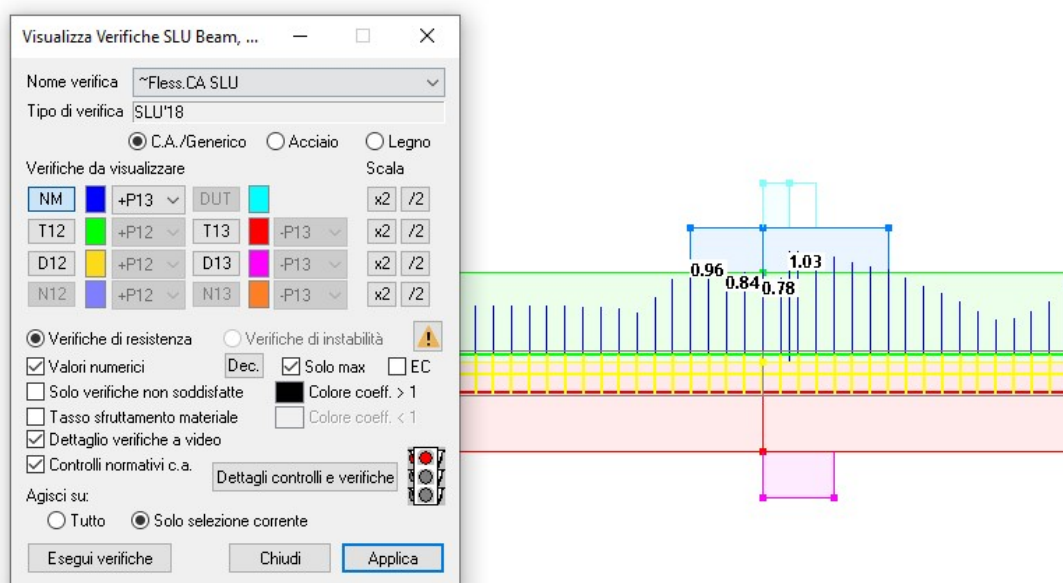 Visualizza Verifiche SLU Beam, ...
Nome verifica ~Fless.CA SLU
Tipo di verifica SLU'18
C.A./Generico Acciaio Legno
Verifiche da visualizzare Scala
NM +P13 DUT x2 /2
T12 +P12 T13 -P13 x2 /2
D12 +P12 D13 -P13 x2 /2
N12 +P12 N13 -P13 x2 /2
Verifiche di resistenza Verifiche di instabilità
Valori numerici Dec. Solo max EC
Solo verifiche non soddisfatte Colore coeff. > 1
Tasso sfruttamento materiale Colore coeff. < 1
Dettaglio verifiche a video
Controlli normativi c.a. Dettagli controlli e verifiche
Agisci su:
Tutto Solo selezione corrente
Esegui verifiche Chiudi Applica
0.96 0.84 0.78 1.03